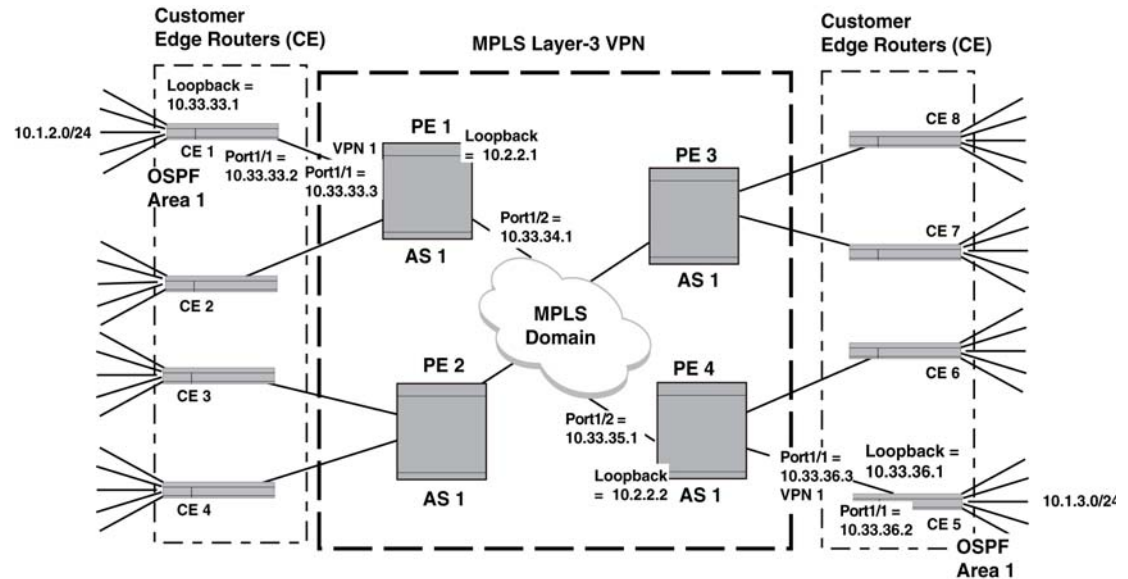 Customer
Edge Routers (CE)
MPLS Layer-3 VPN
Customer
Edge Routers (CE)
Loopback =
10.33.33.1
10.1.2.0/24
CE 1
Port1/1 =
10.33.33.2
OSPF
Area 1
VPN 1
Port1/1 =
10.33.33.3
PE 1
Loopback
= 10.2.2.1
AS 1
Port1/2 =
10.33.34.1
PE 3
AS 1
CE 8
CE 7
CE 2
MPLS
Domain
CE 3
PE 2
AS 1
PE 4
CE 6
Port1/2 =
10.33.35.1
Loopback
= 10.2.2.2
AS 1
Port1/1 =
10.33.36.3
VPN 1
Loopback =
10.33.36.1
CE 4
Port1/1 =
10.33.36.2
CE 5
10.1.3.0/24
OSPF
Area 1